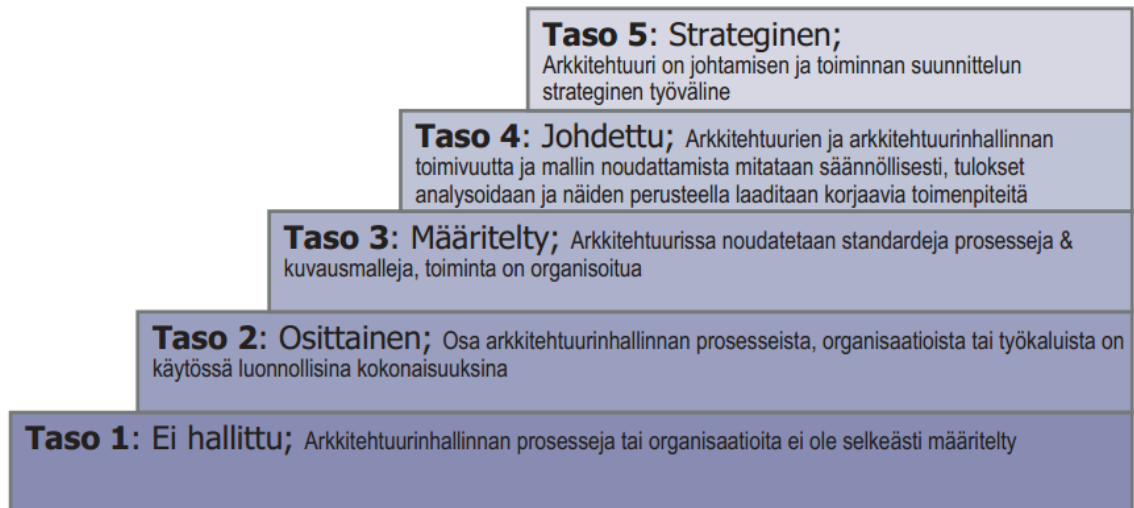 Taso 5: Strateginen;
Arkkitehtuuri on johtamisen ja toiminnan suunnittelun
strateginen työväline
Taso 4: Johdettu; Arkkitehtuurien ja arkkitehtuurinhallinnan
toimivuutta ja mallin noudattamista mitataan säännöllisesti, tulokset
analysoidaan ja näiden perusteella laaditaan korjaavia toimenpiteitä
Taso 3: Määritelty; Arkkitehtuurissa noudatetaan standardeja prosesseja &
kuvausmalleja, toiminta on organisoitua
Taso 2: Osittainen; Osa arkkitehtuurinhallinnan prosesseista, organisaatioista tai työkaluista on
käytössä luonnollisina kokonaisuuksina
Taso 1: Ei hallittu; Arkkitehtuurinhallinnan prosesseja tai organisaatioita ei ole selkeästi määritelty